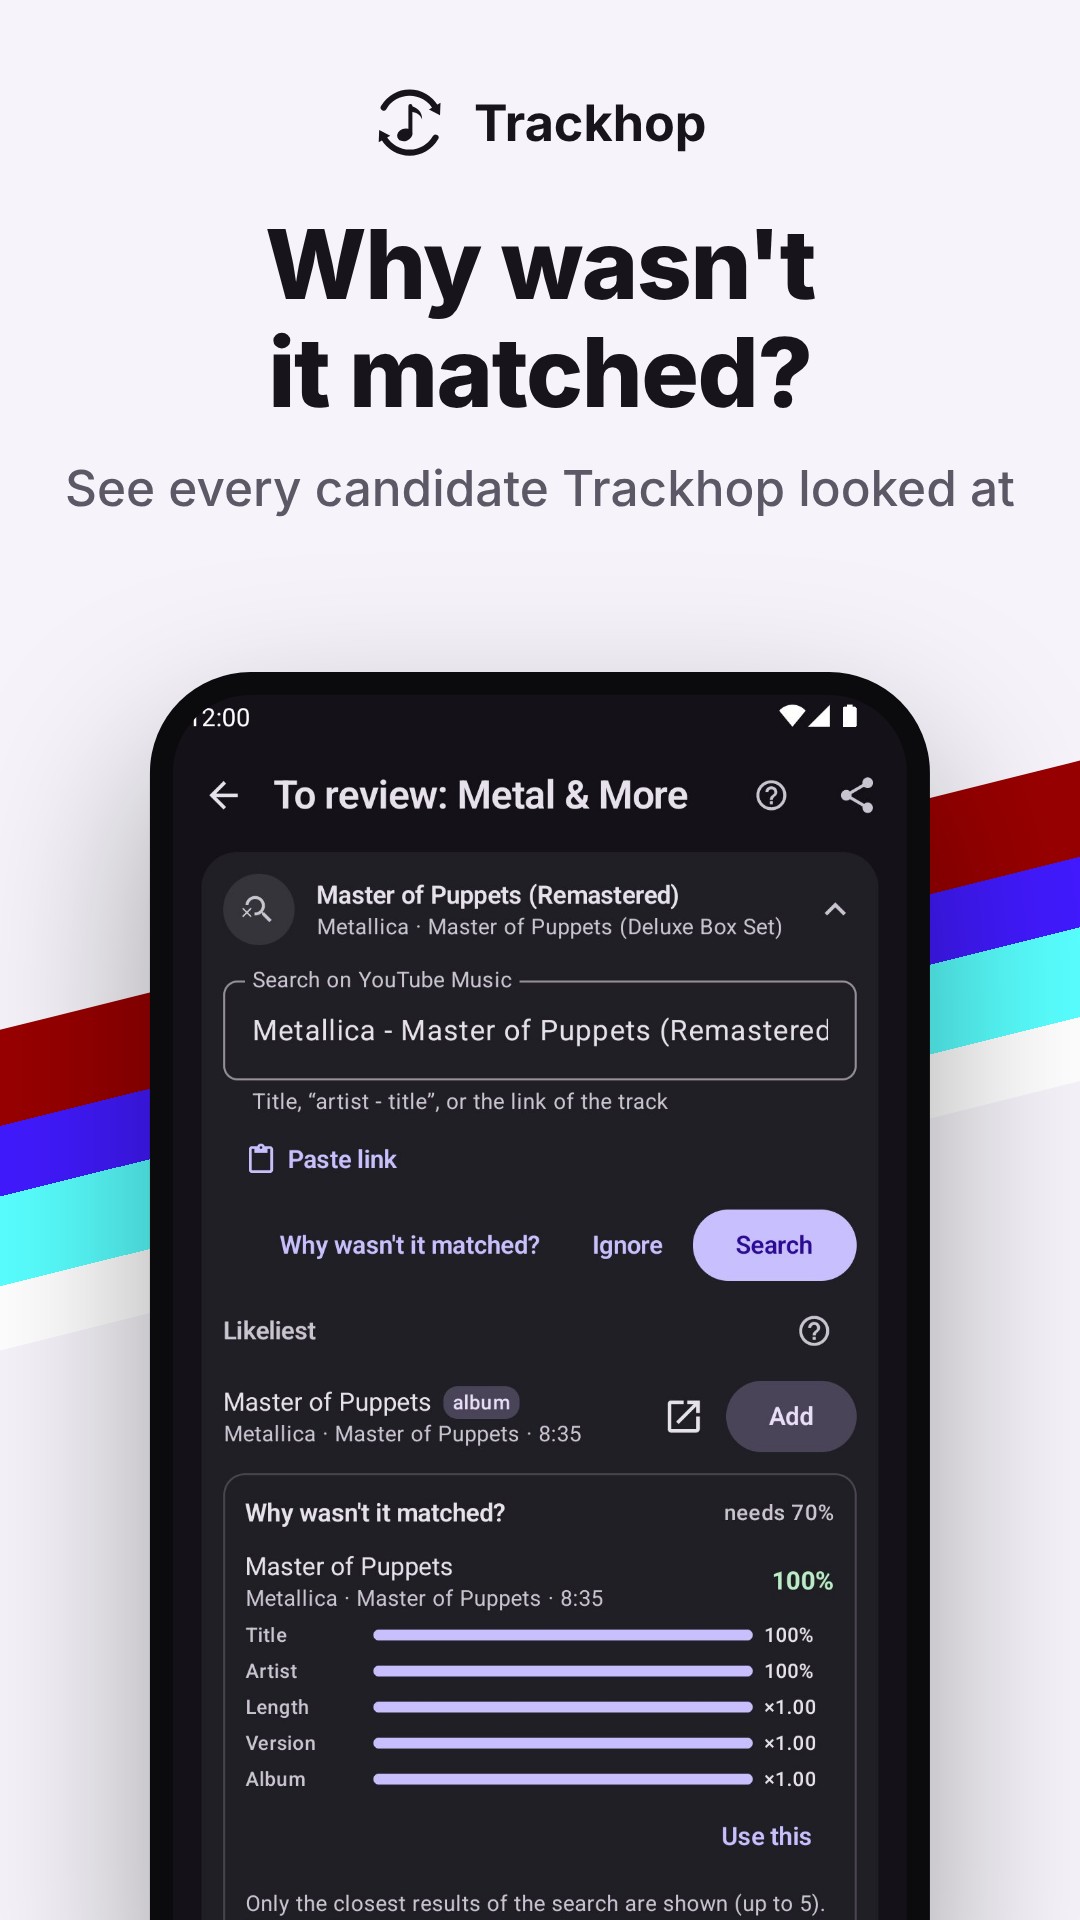 Trackhop
Why wasn't
it matched?
See every candidate Trackhop looked at
12:00
To review: Metal & More
Master of Puppets (Remastered)
Metallica · Master of Puppets (Deluxe Box Set)
Search on YouTube Music
Metallica - Master of Puppets (Remastered
Title, “artist - title”, or the link of the track
Paste link
Why wasn't it matched? Ignore Search
Likeliest
Master of Puppets album
Metallica · Master of Puppets · 8:35
Add
Why wasn't it matched? needs 70%
Master of Puppets
Metallica · Master of Puppets · 8:35
100%
Title 100%
Artist 100%
Length ×1.00
Version ×1.00
Album ×1.00
Use this
Only the closest results of the search are shown (up to 5).